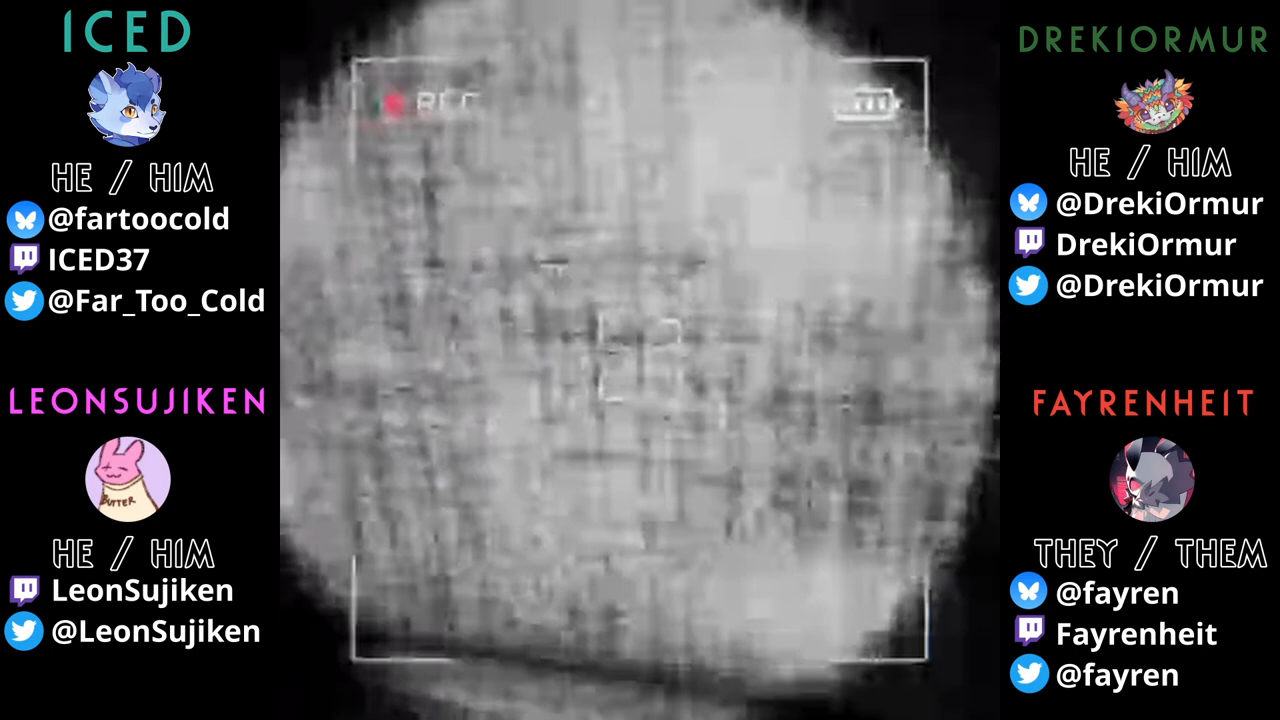 ICED
HE / HIM
@fartoocold
ICED37
@Far_Too_Cold
LEONSUJIKEN
BUTTER
HE / HIM
LeonSujiken
@LeonSujiken
REC
DREKIORMUR
HE / HIM
@DrekiOrmur
DrekiOrmur
@DrekiOrmur
FAYRENHEIT
THEY / THEM
@fayren
Fayrenheit
@fayren